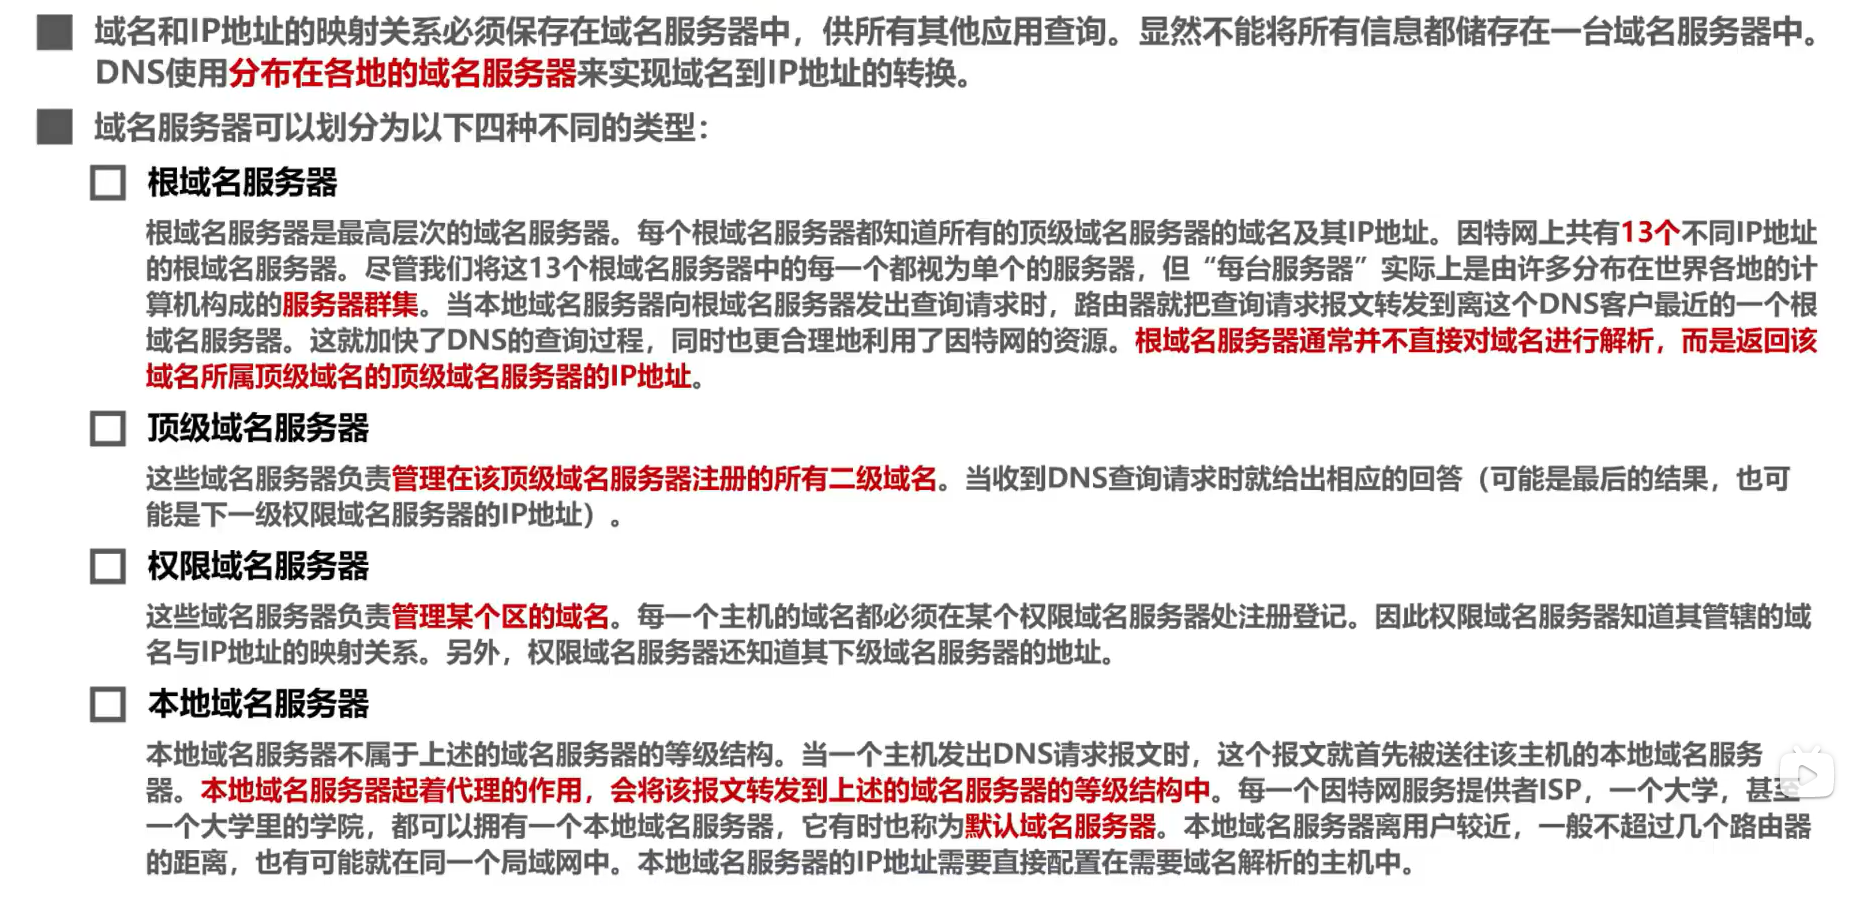 域名和IP地址的映射关系必须保存在域名服务器中，供所有其他应用查询。显然不能将所有信息都储存在一台域名服务器中。
DNS使用分布在各地的域名服务器来实现域名到IP地址的转换。
域名服务器可以划分为以下四种不同的类型：
根域名服务器
根域名服务器是最高层次的域名服务器。每个根域名服务器都知道所有的顶级域名服务器的域名及其IP地址。因特网上共有13个不同IP地址
的根域名服务器。尽管我们将这13个根域名服务器中的每一个都视为单个的服务器，但“每台服务器”实际上是由许多分布在世界各地的计
算机构成的服务器群集。当本地域名服务器向根域名服务器发出查询请求时，路由器就把查询请求报文转发到离这个DNS客户最近的一个根
域名服务器。这就加快了DNS的查询过程，同时也更合理地利用了因特网的资源。根域名服务器通常并不直接对域名进行解析，而是返回该
域名所属顶级域名的顶级域名服务器的IP地址。
顶级域名服务器
这些域名服务器负责管理在该顶级域名服务器注册的所有二级域名。当收到DNS查询请求时就给出相应的回答（可能是最后的结果，也可
能是下一级权限域名服务器的IP地址）。
权限域名服务器
这些域名服务器负责管理某个区的域名。每一个主机的域名都必须在某个权限域名服务器处注册登记。因此权限域名服务器知道其管辖的域
名与IP地址的映射关系。另外，权限域名服务器还知道其下级域名服务器的地址。
本地域名服务器
本地域名服务器不属于上述的域名服务器的等级结构。当一个主机发出DNS请求报文时，这个报文就首先被送往该主机的本地域名服务
器。本地域名服务器起着代理的作用，会将该报文转发到上述的域名服务器的等级结构中。每一个因特网服务提供者ISP，一个大学，甚至
一个大学里的学院，都可以拥有一个本地域名服务器，它有时也称为默认域名服务器。本地域名服务器离用户较近，一般不超过几个路由器
的距离，也有可能就在同一个局域网中。本地域名服务器的IP地址需要直接配置在需要域名解析的主机中。